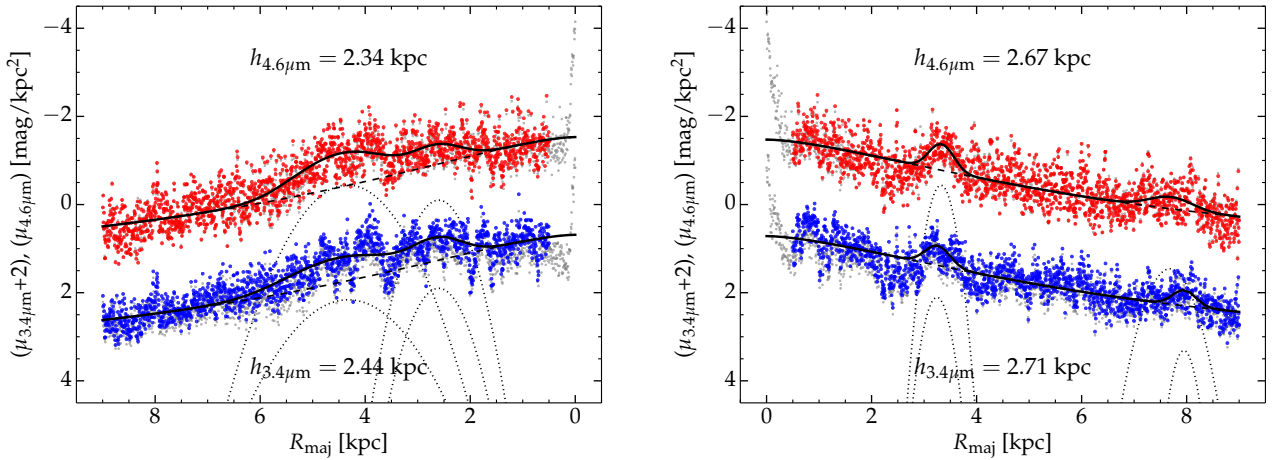 (μ3.4μm+2), (μ4.6μm) [mag/kpc²]
−4
−2
0
2
4
h4.6μm = 2.34 kpc
h3.4μm = 2.44 kpc
8 6 4 2 0
Rmaj [kpc]
(μ3.4μm+2), (μ4.6μm) [mag/kpc²]
−4
−2
0
2
4
h4.6μm = 2.67 kpc
h3.4μm = 2.71 kpc
0 2 4 6 8
Rmaj [kpc]